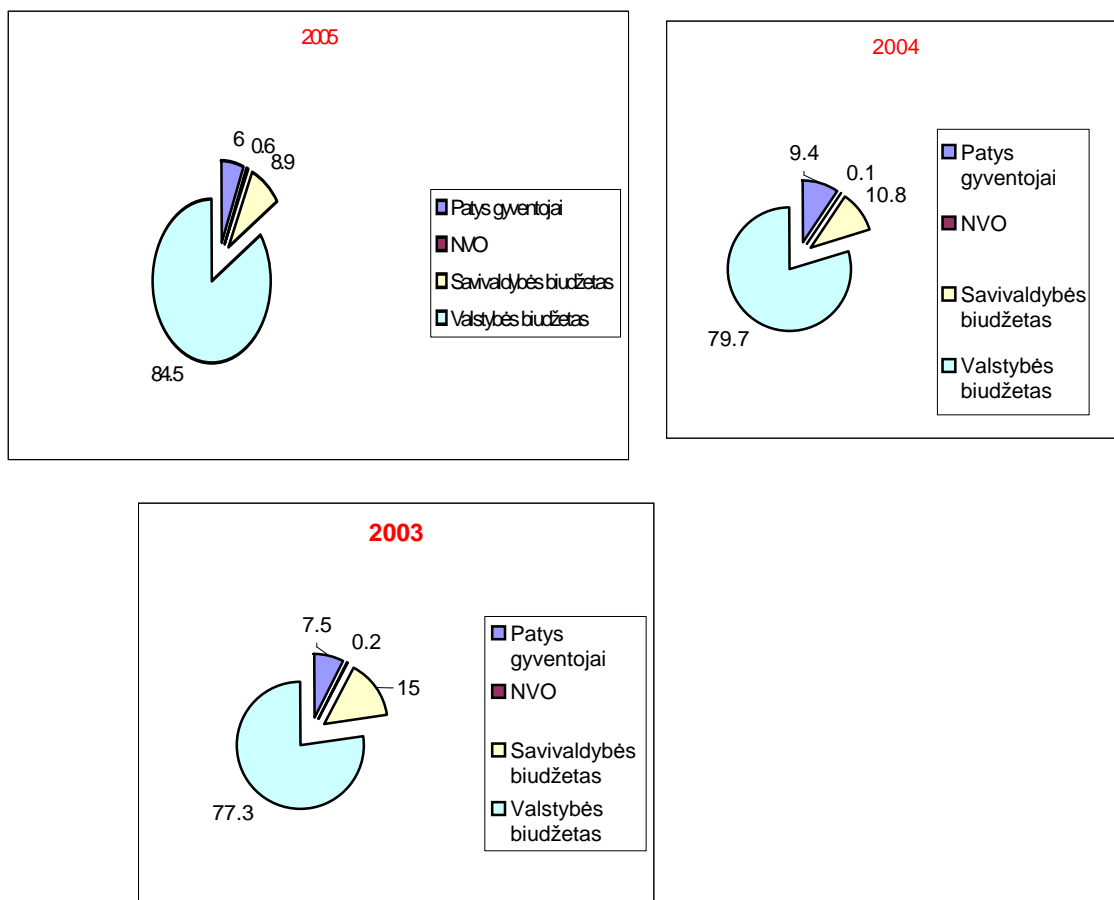 2005
6
0.6
8.9
84.5
Patys gyventojai
NVO
Savivaldybės biudžetas
Valstybės biudžetas
2004
9.4
0.1
10.8
79.7
Patys
gyventojai
NVO
Savivaldybės
biudžetas
Valstybės
biudžetas
2003
7.5
0.2
15
77.3
Patys
gyventojai
NVO
Savivaldybės
biudžetas
Valstybės
biudžetas